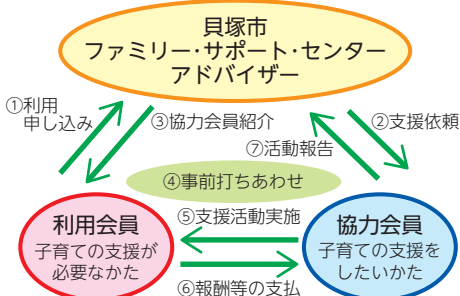 貝塚市
ファミリー・サポート・センター
アドバイザー
①利用
申し込み
③協力会員紹介
②支援依頼
⑦活動報告
④事前打ちあわせ
利用会員
子育ての支援が
必要なかた
⑤支援活動実施
⑥報酬等の支払
協力会員
子育ての支援を
したいかた